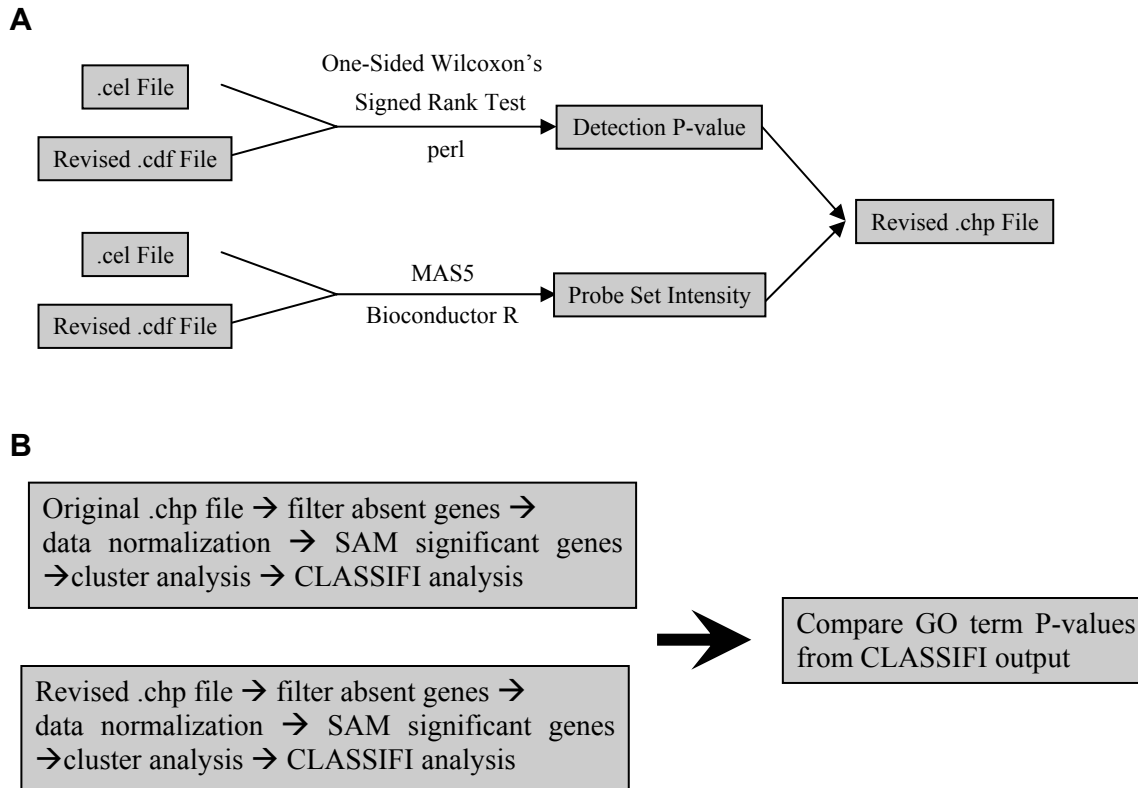 A
.cel File
Revised .cdf File
One-Sided Wilcoxon’s
Signed Rank Test
perl
Detection P-value
.cel File
Revised .cdf File
MAS5
Bioconductor R
Probe Set Intensity
Revised .chp File
B
Original .chp file → filter absent genes →
data normalization → SAM significant genes
→cluster analysis → CLASSIFI analysis
Revised .chp file → filter absent genes →
data normalization → SAM significant genes
→cluster analysis → CLASSIFI analysis
Compare GO term P-values
from CLASSIFI output